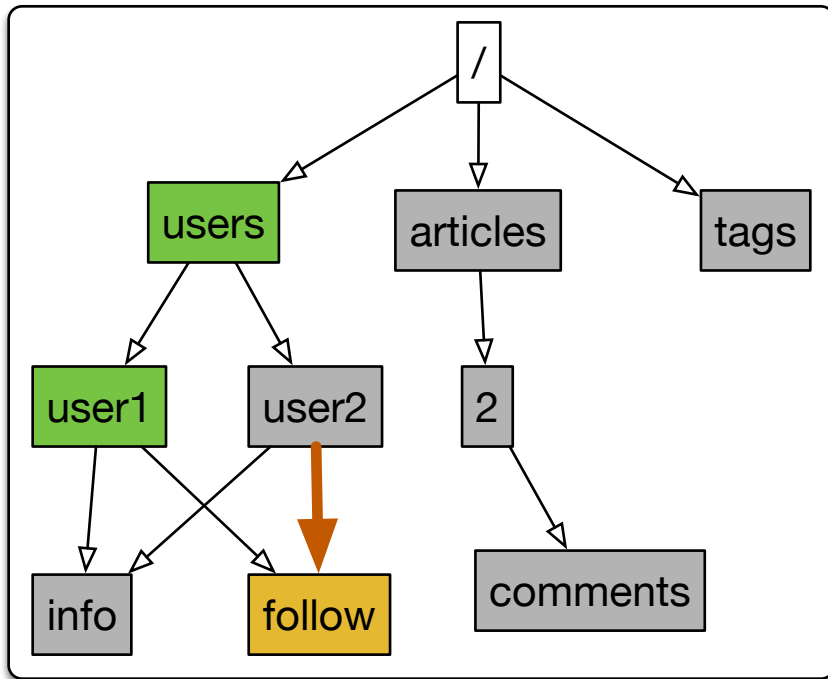 /
users
articles
tags
user1
user2
2
info
follow
comments